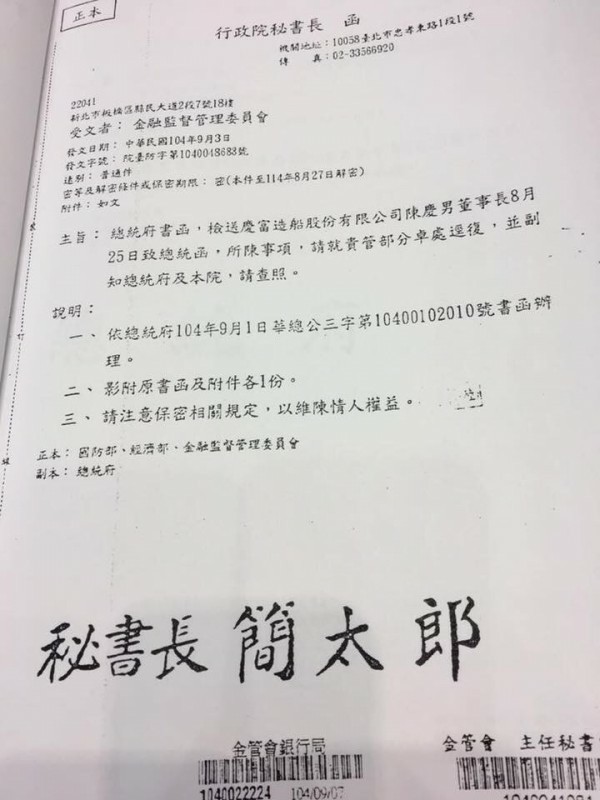 正本
行政院秘書長 函
機關地址：10058臺北市忠孝東路1段1號
傳 真：02-33566920
22041
新北市板橋區縣民大道2段7號18樓
受文者：金融監督管理委員會
發文日期：中華民國104年9月3日
發文字號：院臺防字第1040048688號
速別：普通件
密等及解密條件或保密期限：密(本件至114年8月27日解密)
附件：如文
主旨：總統府書函，檢送慶富造船股份有限公司陳慶男董事長8月
25日致總統函，所陳事項，請就貴管部分卓處逕復，並副
知總統府及本院，請查照。
說明：
一、依總統府104年9月1日華總公三字第10400102010號書函辦
理。
二、影附原書函及附件各1份。
三、請注意保密相關規定，以維陳情人權益。
正本：國防部、經濟部、金融監督管理委員會
副本：總統府
秘書長 簡太郎
金管會銀行局
1040022224 104/09/07
金管會 主任秘書